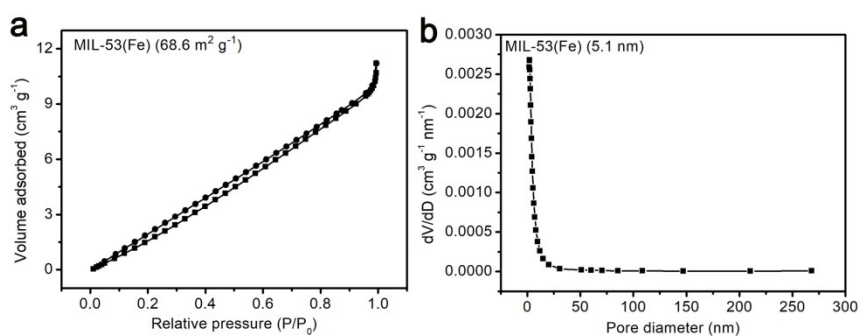 a
MIL-53(Fe) (68.6 m² g⁻¹)
Volume adsorbed (cm³ g⁻¹)
12
9
6
3
0
0.0 0.2 0.4 0.6 0.8 1.0
Relative pressure (P/P₀)
b
MIL-53(Fe) (5.1 nm)
dV/dD (cm³ g⁻¹ nm⁻¹)
0.0030
0.0025
0.0020
0.0015
0.0010
0.0005
0.0000
0 50 100 150 200 250 300
Pore diameter (nm)